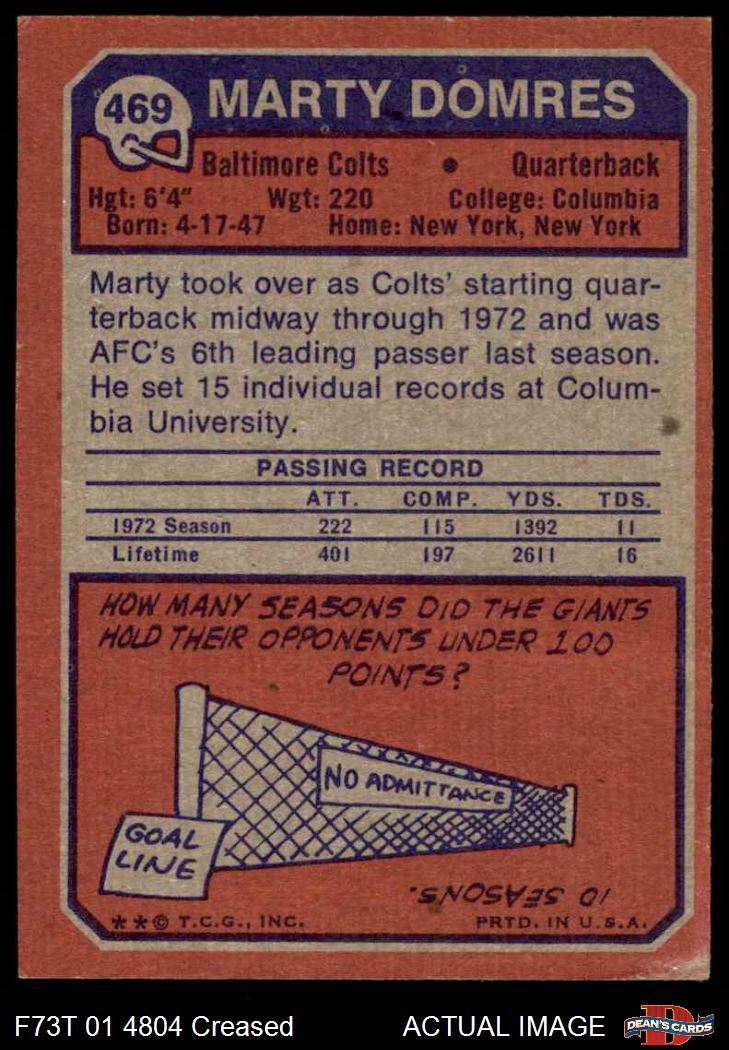 469 MARTY DOMRES
Baltimore Colts • Quarterback
Hgt: 6'4" Wgt: 220 College: Columbia
Born: 4-17-47 Home: New York, New York
Marty took over as Colts' starting quar-
terback midway through 1972 and was
AFC's 6th leading passer last season.
He set 15 individual records at Colum-
bia University.
PASSING RECORD
ATT. COMP. YDS. TDS.
1972 Season 222 115 1392 11
Lifetime 401 197 2611 16
HOW MANY SEASONS DID THE GIANTS
HOLD THEIR OPPONENTS UNDER 100
POINTS?
NO ADMITTANCE
GOAL
LINE
10 SEASONS.
**© T.C.G., INC. PRTD. IN U.S.A.
F73T 01 4804 Creased ACTUAL IMAGE
D
DEAN'S CARDS